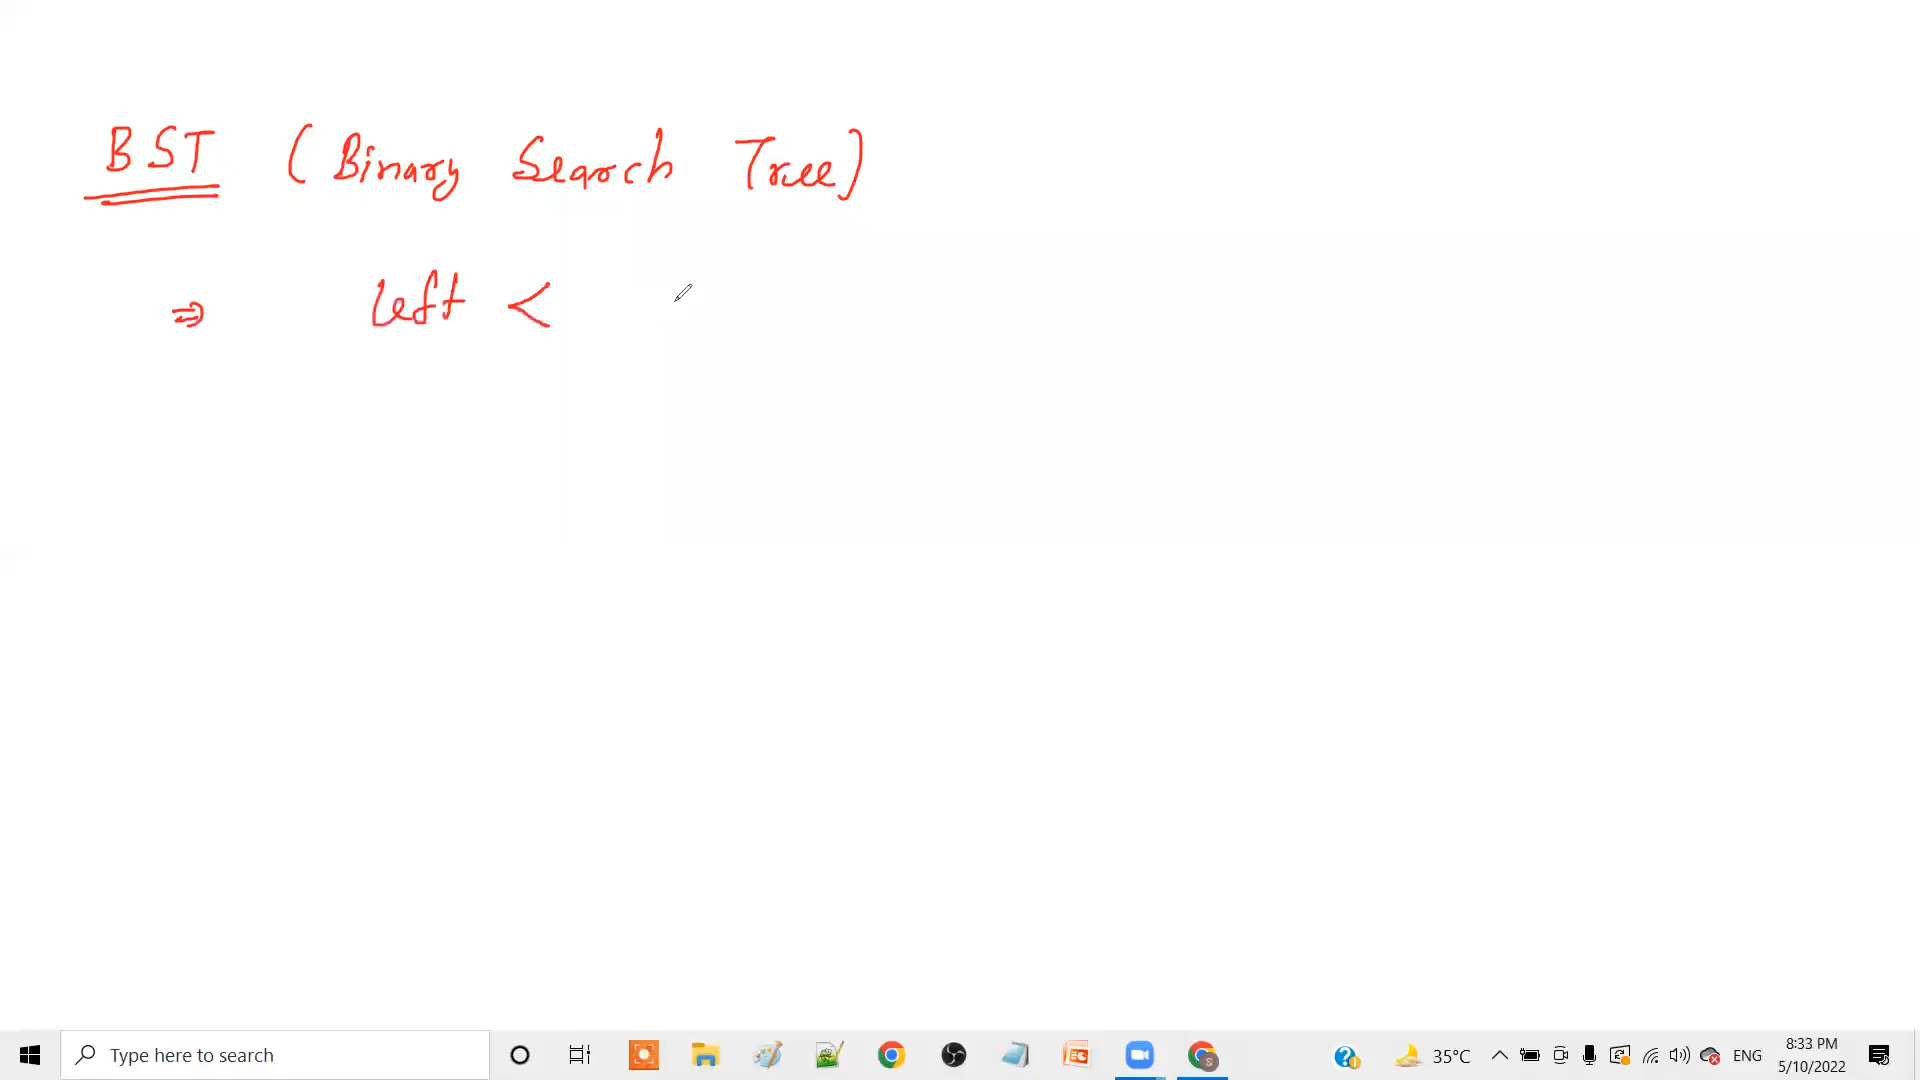 BST (Binary Search Tree)
⇒ left <
Type here to search
35°C
ENG
8:33 PM
5/10/2022